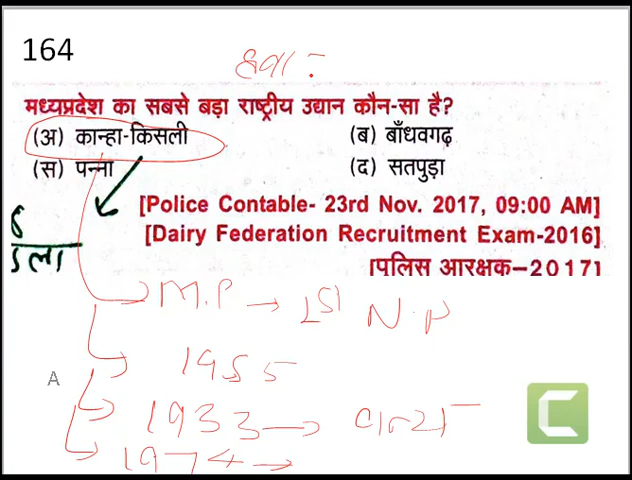 164
मध्यप्रदेश का सबसे बड़ा राष्ट्रीय उद्यान कौन-सा है?
(अ) कान्हा-किसली (ब) बाँधवगढ़
(स) पन्ना (द) सतपुड़ा
[Police Contable- 23rd Nov. 2017, 09:00 AM]
[Dairy Federation Recruitment Exam-2016]
[पुलिस आरक्षक-2017]
M.P → 1st N.P
1955
A
1933 →
1974 →